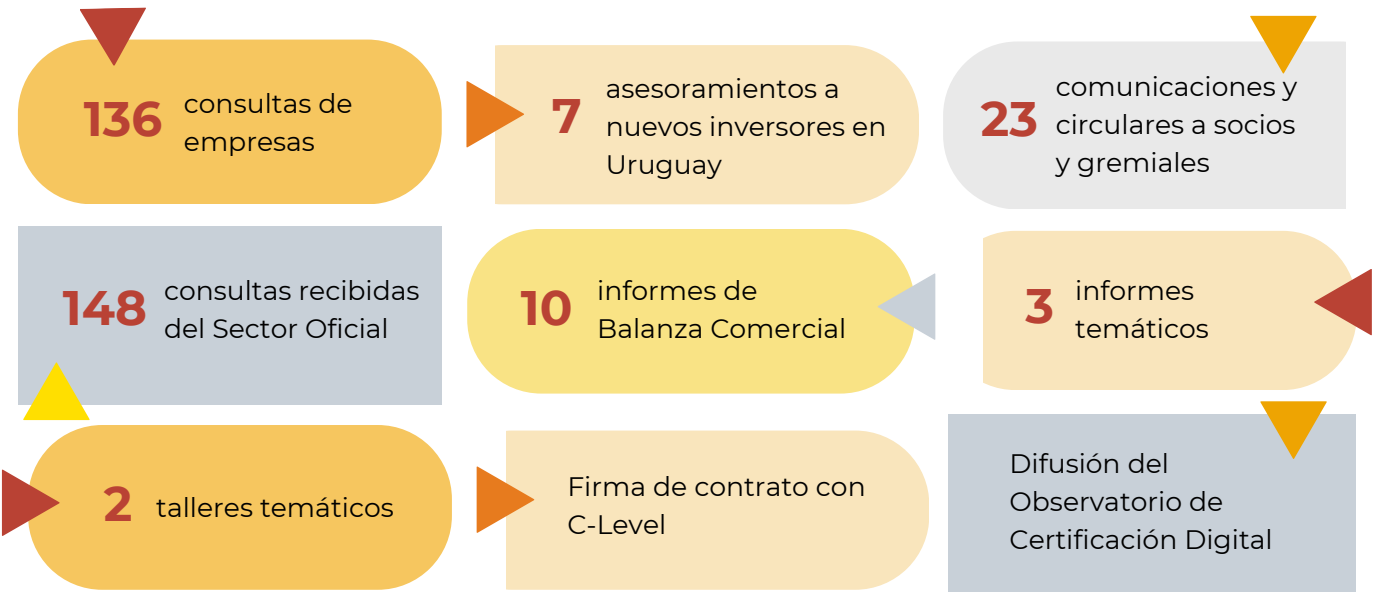 136
consultas de
empresas
7
asesoramientos a
nuevos inversores en
Uruguay
23
comunicaciones y
circulares a socios
y gremiales
148
consultas recibidas
del Sector Oficial
10
informes de
Balanza Comercial
3
informes
temáticos
2
talleres temáticos
Firma de contrato con
C-Level
Difusión del
Observatorio de
Certificación Digital